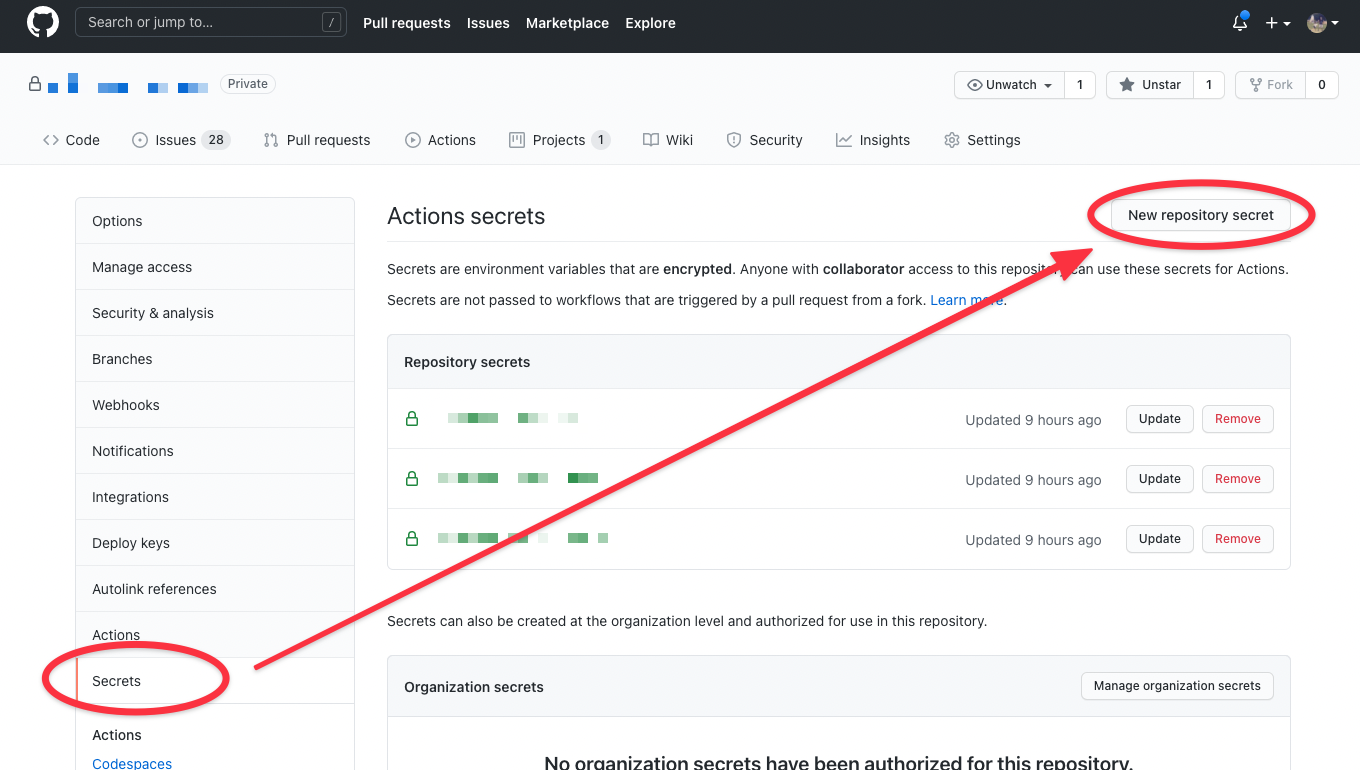 Search or jump to… /
Pull requests Issues Marketplace Explore
Private
Unwatch 1 Unstar 1 Fork 0
Code Issues 28 Pull requests Actions Projects 1 Wiki Security Insights Settings
Options
Manage access
Security & analysis
Branches
Webhooks
Notifications
Integrations
Deploy keys
Autolink references
Actions
Secrets
Actions
Codespaces
Actions secrets
New repository secret
Secrets are environment variables that are encrypted. Anyone with collaborator access to this repository can use these secrets for Actions.
Secrets are not passed to workflows that are triggered by a pull request from a fork. Learn more.
Repository secrets
Updated 9 hours ago Update Remove
Updated 9 hours ago Update Remove
Updated 9 hours ago Update Remove
Secrets can also be created at the organization level and authorized for use in this repository.
Organization secrets
Manage organization secrets
No organization secrets have been authorized for this repository.